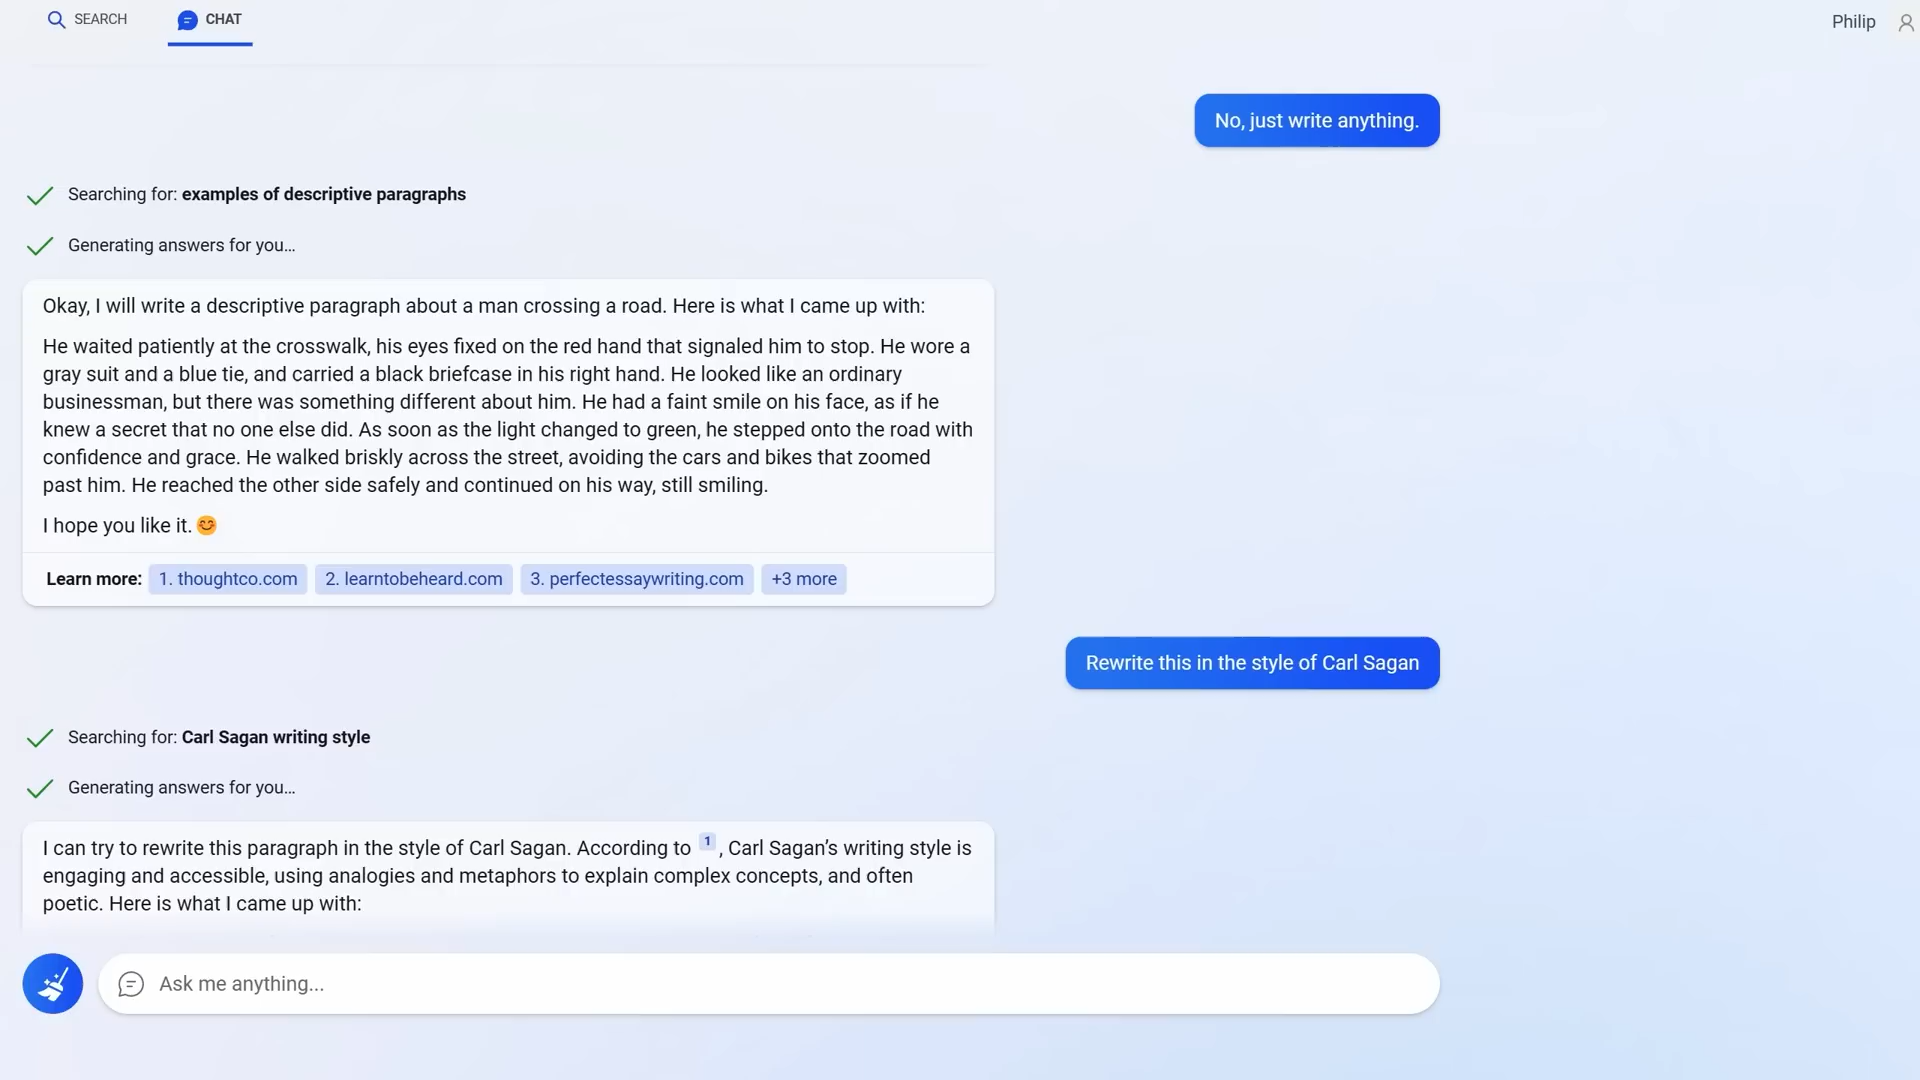 SEARCH
CHAT
Philip
No, just write anything.
Searching for: examples of descriptive paragraphs
Generating answers for you…
Okay, I will write a descriptive paragraph about a man crossing a road. Here is what I came up with:
He waited patiently at the crosswalk, his eyes fixed on the red hand that signaled him to stop. He wore a
gray suit and a blue tie, and carried a black briefcase in his right hand. He looked like an ordinary
businessman, but there was something different about him. He had a faint smile on his face, as if he
knew a secret that no one else did. As soon as the light changed to green, he stepped onto the road with
confidence and grace. He walked briskly across the street, avoiding the cars and bikes that zoomed
past him. He reached the other side safely and continued on his way, still smiling.
I hope you like it. 😊
Learn more: 1. thoughtco.com 2. learntobeheard.com 3. perfectessaywriting.com +3 more
Rewrite this in the style of Carl Sagan
Searching for: Carl Sagan writing style
Generating answers for you…
I can try to rewrite this paragraph in the style of Carl Sagan. According to 1, Carl Sagan’s writing style is
engaging and accessible, using analogies and metaphors to explain complex concepts, and often
poetic. Here is what I came up with:
Ask me anything...